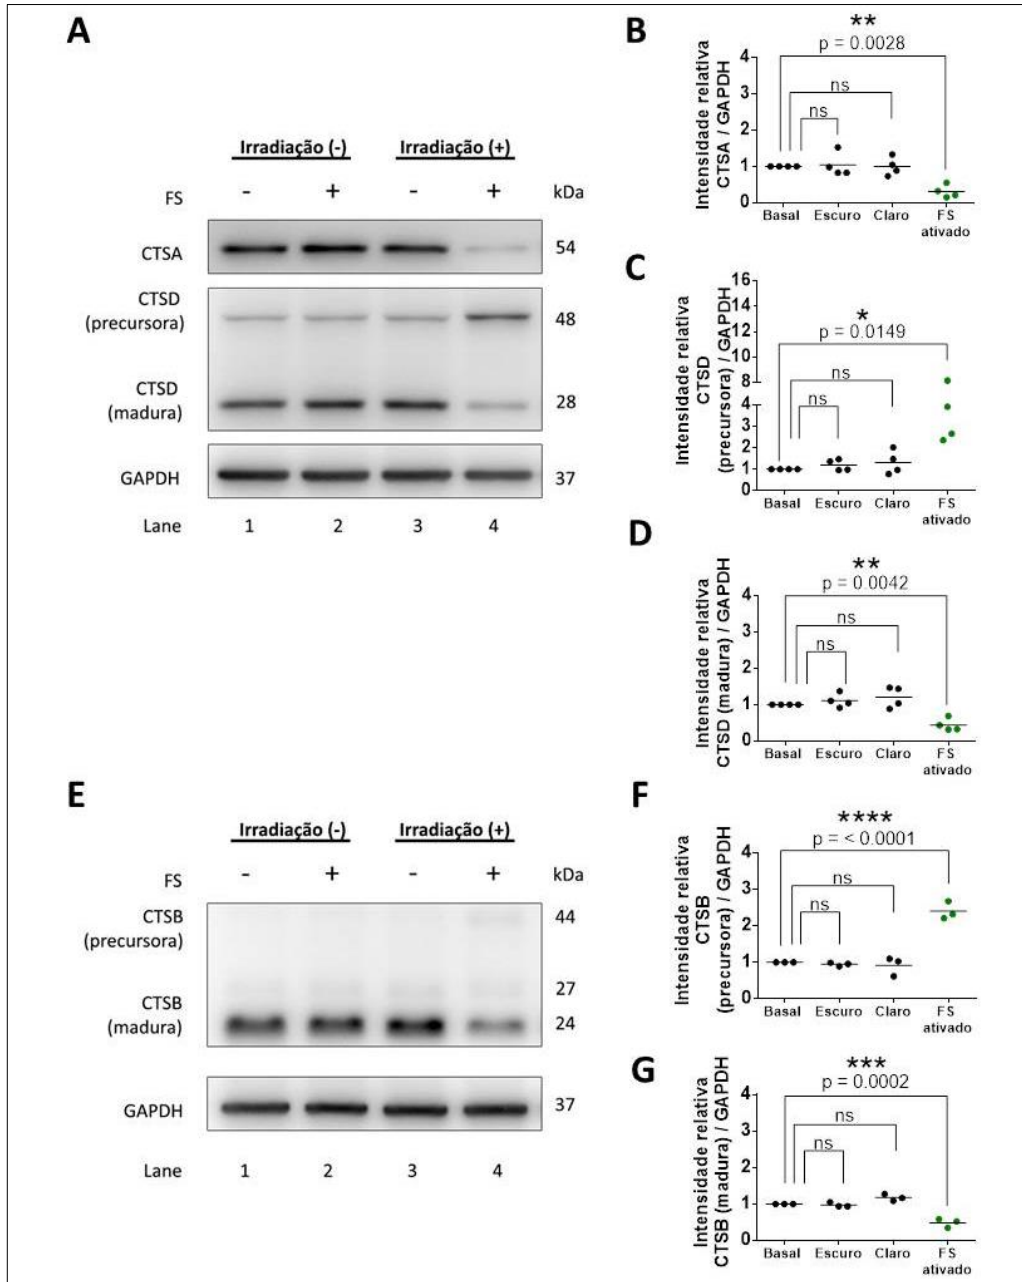 A
Irradiação (-) Irradiação (+)
FS - + - + kDa
CTSA 54
CTSD
(precursora) 48
CTSD
(madura) 28
GAPDH 37
Lane 1 2 3 4
B
**
p = 0.0028
ns
ns
Intensidade relativa
CTSA / GAPDH
4
3
2
1
0
Basal Escuro Claro FS
ativado
C
*
p = 0.0149
ns
ns
Intensidade relativa
CTSD
(precursora) / GAPDH
16
14
12
10
8
4
3
2
1
0
Basal Escuro Claro FS
ativado
D
**
p = 0.0042
ns
ns
Intensidade relativa
CTSD (madura) / GAPDH
4
3
2
1
0
Basal Escuro Claro FS
ativado
E
Irradiação (-) Irradiação (+)
FS - + - + kDa
CTSB
(precursora) 44
27
CTSB
(madura) 24
GAPDH 37
Lane 1 2 3 4
F
****
p = < 0.0001
ns
ns
Intensidade relativa
CTSB
(precursora) / GAPDH
4
3
2
1
0
Basal Escuro Claro FS
ativado
G
***
p = 0.0002
ns
ns
Intensidade relativa
CTSB (madura) / GAPDH
4
3
2
1
0
Basal Escuro Claro FS
ativado